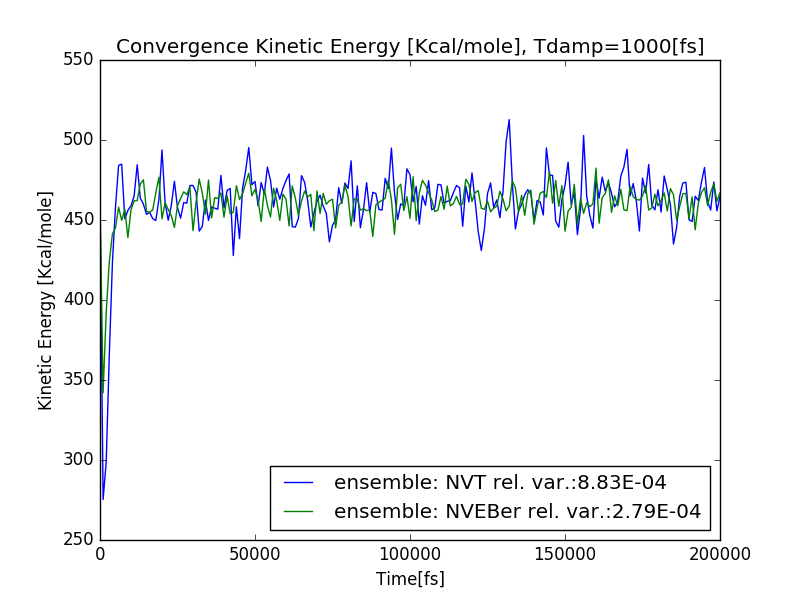 Convergence Kinetic Energy [Kcal/mole], Tdamp=1000[fs]
550
500
450
400
350
300
250
Kinetic Energy [Kcal/mole]
ensemble: NVT rel. var.:8.83E-04
ensemble: NVEBer rel. var.:2.79E-04
0 50000 100000 150000 200000
Time[fs]